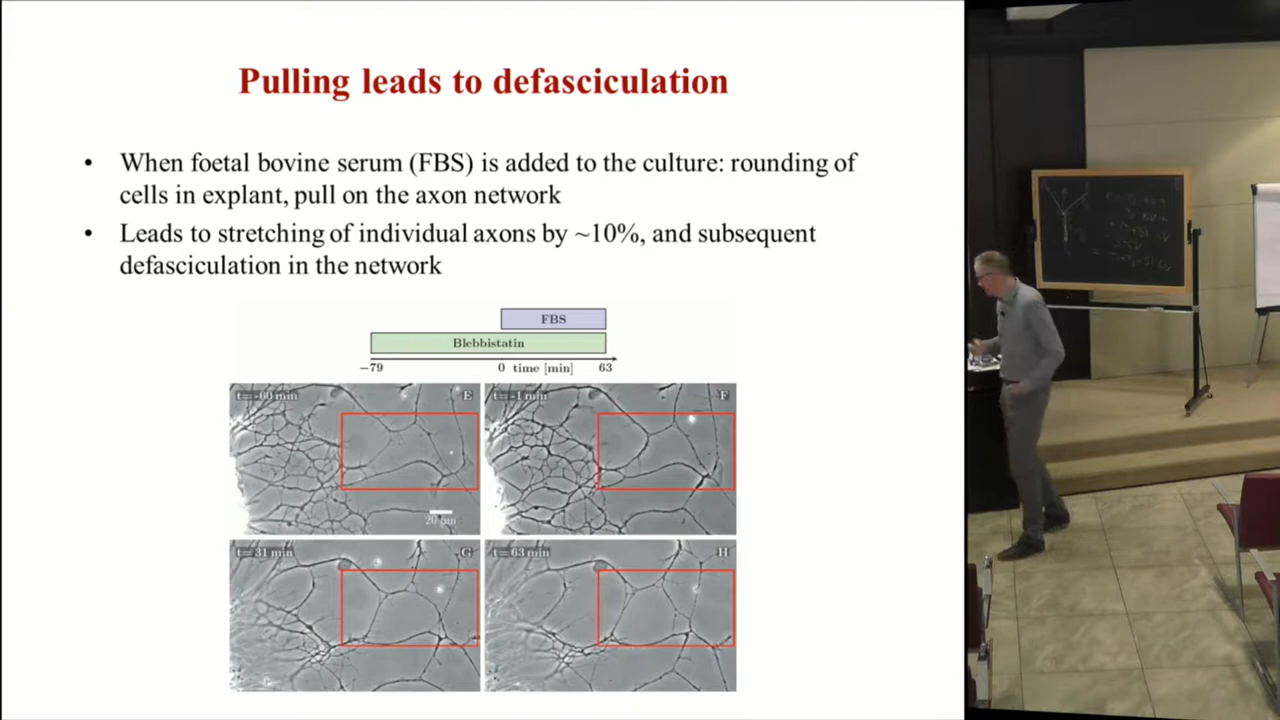 Pulling leads to defasciculation
• When foetal bovine serum (FBS) is added to the culture: rounding of
cells in explant, pull on the axon network
• Leads to stretching of individual axons by ~10%, and subsequent
defasciculation in the network
FBS
Blebbistatin
−79 0 time [min] 63
t=-60 min E t=-1 min F
20 μm
t=31 min G t=63 min H